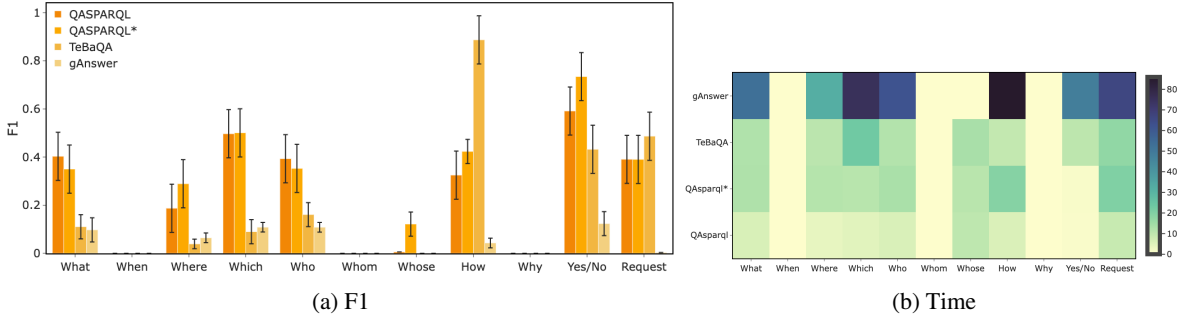 F1
1
0.8
0.6
0.4
0.2
0
QASPARQL
QASPARQL*
TeBaQA
gAnswer
What When Where Which Who Whom Whose How Why Yes/No Request
(a) F1
gAnswer
TeBaQA
QAsparql*
QAsparql
What When Where Which Who Whom Whose How Why Yes/No Request
80
70
60
50
40
30
20
10
0
(b) Time